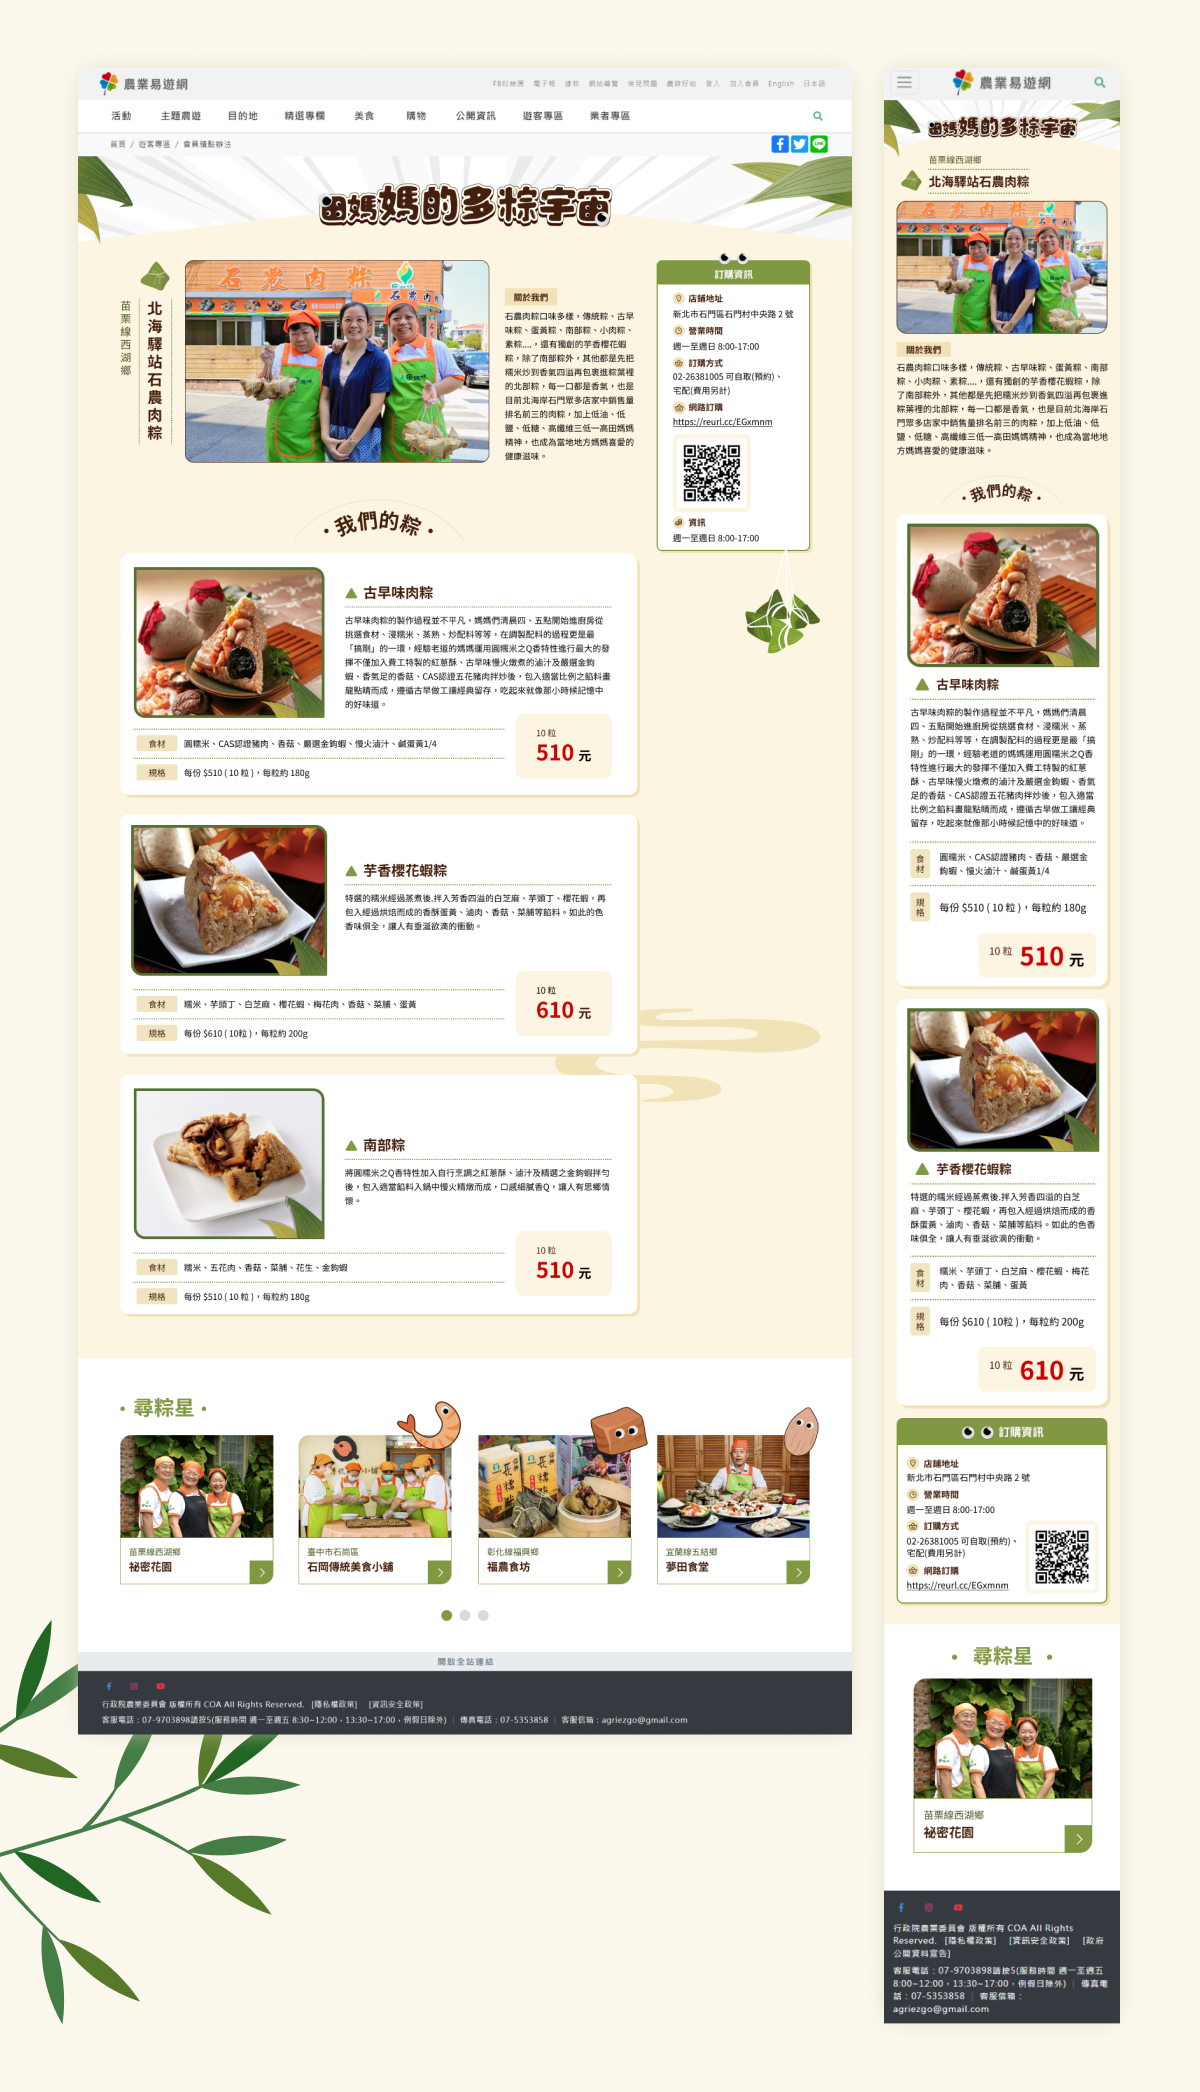 農業易遊網
FB粉絲團 電子報 網站導覽 常見問題 農遊好站 登入 加入會員 English 日本語
活動 主題農遊 目的地 精選專欄 美食 購物 公開資訊 遊客專區 業者專區
首頁 / 遊客專區 / 會員積點辦法
田媽媽的多粽宇宙
苗栗線西湖鄉
北海驛站石農肉粽
石農肉粽
關於我們
石農肉粽口味多樣，傳統粽、古早
味粽、蛋黃粽、南部粽、小肉粽、
素粽....，還有獨創的芋香櫻花蝦
粽，除了南部粽外，其他都是先把
糯米炒到香氣四溢再包裹進粽葉裡
的北部粽，每一口都是香氣，也是
目前北海岸石門眾多店家中銷售量
排名前三的肉粽，加上低油、低
鹽、低糖、高纖維三低一高田媽媽
精神，也成為當地地方媽媽喜愛的
健康滋味。
訂購資訊
店鋪地址
新北市石門區石門村中央路 2 號
營業時間
週一至週日 8:00-17:00
訂購方式
02-26381005 可自取(預約)、
宅配(費用另計)
網路訂購
https://reurl.cc/EGxmnm
資訊
週一至週日 8:00-17:00
我們的粽
古早味肉粽
古早味肉粽的製作過程並不平凡，媽媽們清晨四、五點開始進廚房從
挑選食材、浸糯米、蒸熟、炒配料等等，在調製配料的過程更是最
「搞剛」的一環，經驗老道的媽媽運用圓糯米之Q香特性進行最大的發
揮不僅加入費工特製的紅蔥酥、古早味慢火燉煮的滷汁及嚴選金鉤
蝦、香氣足的香菇、CAS認證五花豬肉拌炒後，包入適當比例之餡料畫
龍點睛而成，遵循古早做工讓經典留存，吃起來就像那小時候記憶中
的好味道。
食材 圓糯米、CAS認證豬肉、香菇、嚴選金鉤蝦、慢火滷汁、鹹蛋黃1/4
規格 每份 $510 ( 10 粒 )，每粒約 180g
10 粒
510 元
芋香櫻花蝦粽
特選的糯米經過蒸煮後,拌入芳香四溢的白芝麻、芋頭丁、櫻花蝦，再
包入經過烘焙而成的香酥蛋黃、滷肉、香菇、菜脯等餡料。如此的色
香味俱全，讓人有垂涎欲滴的衝動。
食材 糯米、芋頭丁、白芝麻、櫻花蝦、梅花肉、香菇、菜脯、蛋黃
規格 每份 $610 ( 10粒 )，每粒約 200g
10 粒
610 元
南部粽
將圓糯米之Q香特性加入自行烹調之紅蔥酥、滷汁及精選之金鉤蝦拌勻
後，包入適當餡料入鍋中慢火精燉而成，口感細膩香Q，讓人有思鄉情
懷。
食材 糯米、五花肉、香菇、菜脯、花生、金鉤蝦
規格 每份 $510 ( 10 粒 )，每粒約 180g
10 粒
510 元
尋粽星
苗栗線西湖鄉
祕密花園
臺中市石岡區
石岡傳統美食小舖
彰化線福興鄉
福農食坊
宜蘭線五結鄉
夢田食堂
開啟全站連結
行政院農業委員會 版權所有 COA All Rights Reserved. [隱私權政策] [資訊安全政策]
客服電話：07-9703898請按5(服務時間 週一至週五 8:30~12:00，13:30~17:00，例假日除外) | 傳真電話：07-5353858 | 客服信箱：agriezgo@gmail.com
農業易遊網
田媽媽的多粽宇宙
苗栗線西湖鄉
北海驛站石農肉粽
石農肉粽
關於我們
石農肉粽口味多樣，傳統粽、古早味粽、蛋黃粽、南部
粽、小肉粽、素粽....，還有獨創的芋香櫻花蝦粽，除
了南部粽外，其他都是先把糯米炒到香氣四溢再包裹進
粽葉裡的北部粽，每一口都是香氣，也是目前北海岸石
門眾多店家中銷售量排名前三的肉粽，加上低油、低
鹽、低糖、高纖維三低一高田媽媽精神，也成為當地地
方媽媽喜愛的健康滋味。
我們的粽
古早味肉粽
古早味肉粽的製作過程並不平凡，媽媽們清晨
四、五點開始進廚房從挑選食材、浸糯米、蒸
熟、炒配料等等，在調製配料的過程更是最「搞
剛」的一環，經驗老道的媽媽運用圓糯米之Q香
特性進行最大的發揮不僅加入費工特製的紅蔥
酥、古早味慢火燉煮的滷汁及嚴選金鉤蝦、香氣
足的香菇、CAS認證五花豬肉拌炒後，包入適當
比例之餡料畫龍點睛而成，遵循古早做工讓經典
留存，吃起來就像那小時候記憶中的好味道。
食材 圓糯米、CAS認證豬肉、香菇、嚴選金
鉤蝦、慢火滷汁、鹹蛋黃1/4
規格 每份 $510 ( 10 粒 )，每粒約 180g
10 粒 510 元
芋香櫻花蝦粽
特選的糯米經過蒸煮後,拌入芳香四溢的白芝
麻、芋頭丁、櫻花蝦，再包入經過烘焙而成的香
酥蛋黃、滷肉、香菇、菜脯等餡料。如此的色香
味俱全，讓人有垂涎欲滴的衝動。
食材 糯米、芋頭丁、白芝麻、櫻花蝦、梅花
肉、香菇、菜脯、蛋黃
規格 每份 $610 ( 10粒 )，每粒約 200g
10 粒 610 元
訂購資訊
店鋪地址
新北市石門區石門村中央路 2 號
營業時間
週一至週日 8:00-17:00
訂購方式
02-26381005 可自取(預約)、
宅配(費用另計)
網路訂購
https://reurl.cc/EGxmnm
尋粽星
苗栗線西湖鄉
祕密花園
行政院農業委員會 版權所有 COA All Rights
Reserved. [隱私權政策] [資訊安全政策] [政府
公開資料宣告]
客服電話：07-9703898請按5(服務時間 週一至週五
8:00~12:00，13:30~17:00，例假日除外) | 傳真電
話：07-5353858 | 客服信箱：
agriezgo@gmail.com